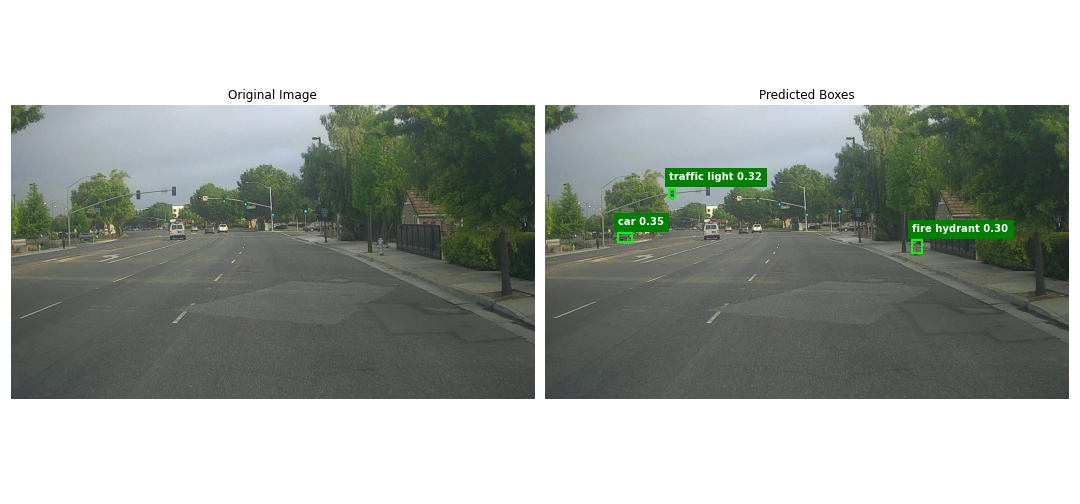 Original Image
Predicted Boxes
traffic light 0.32
car 0.35
fire hydrant 0.30